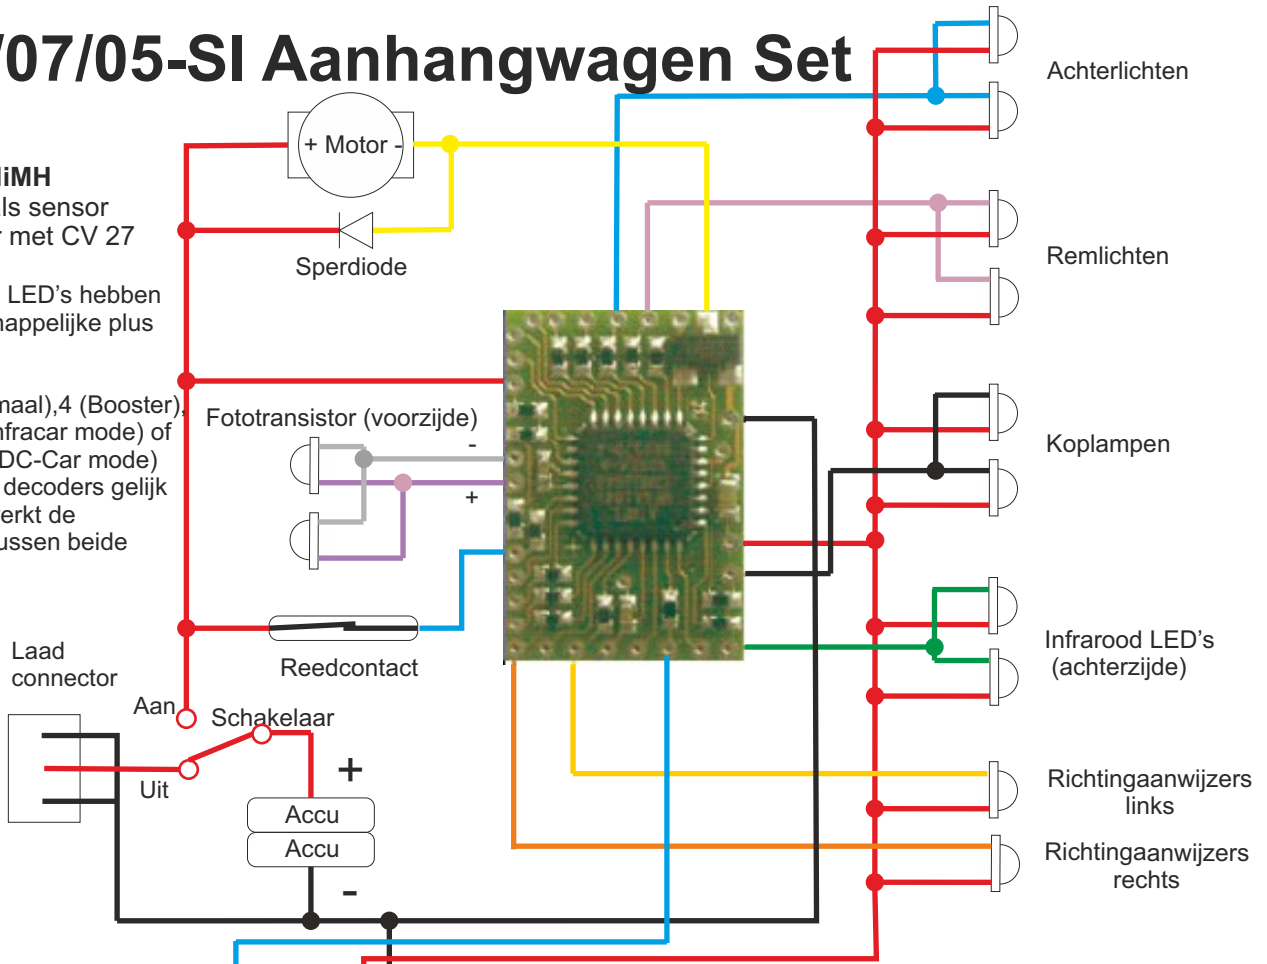 /07/05-SI Aanhangwagen Set
Achterlichten
+ Motor -
iMH
ls sensor
r met CV 27
Sperdiode
Remlichten
LED’s hebben
nappelijke plus
maal),4 (Booster),
nfracar mode) of
DC-Car mode)
decoders gelijk
erkt de
ussen beide
Fototransistor (voorzijde)
-
+
Koplampen
Reedcontact
Infrarood LED’s
(achterzijde)
Laad
connector
Aan
Schakelaar
Uit
+
Accu
Accu
-
Richtingaanwijzers
links
Richtingaanwijzers
rechts